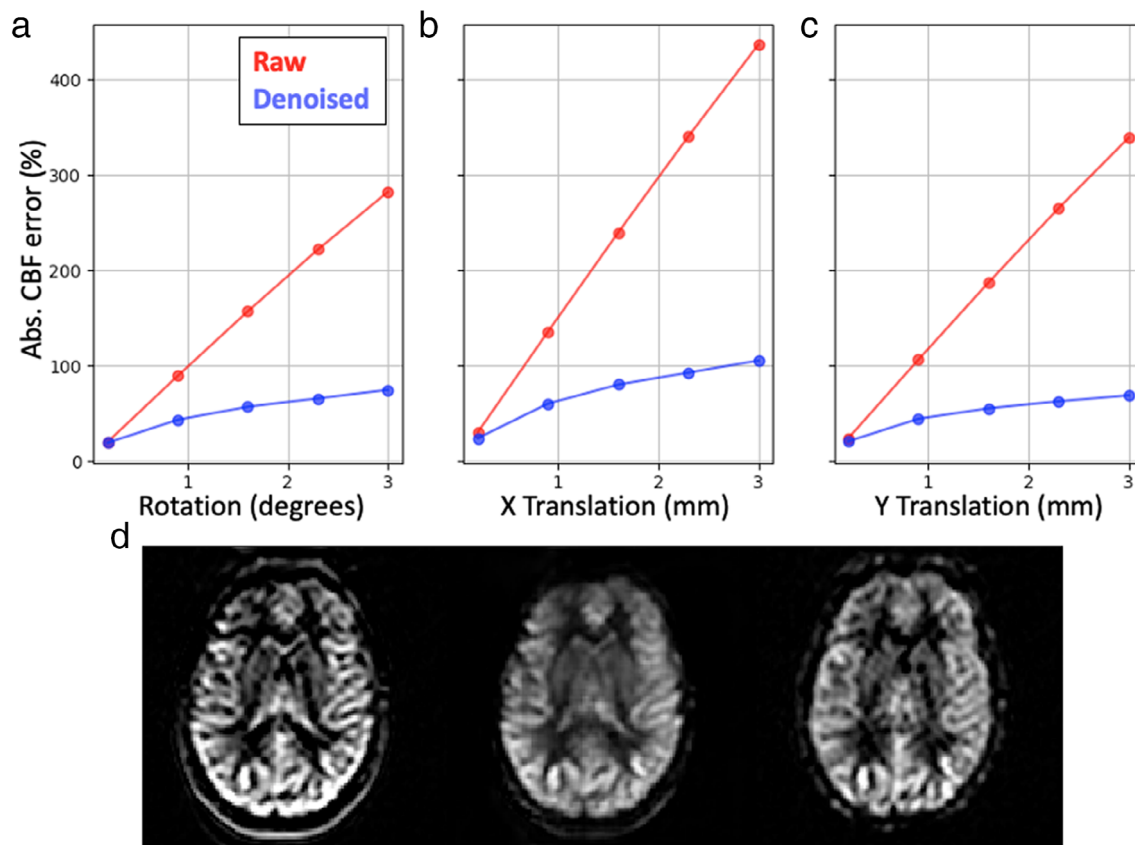 a
b
c
Raw
Denoised
400
300
200
100
0
Abs. CBF error (%)
1 2 3
Rotation (degrees)
1 2 3
X Translation (mm)
1 2 3
Y Translation (mm)
d